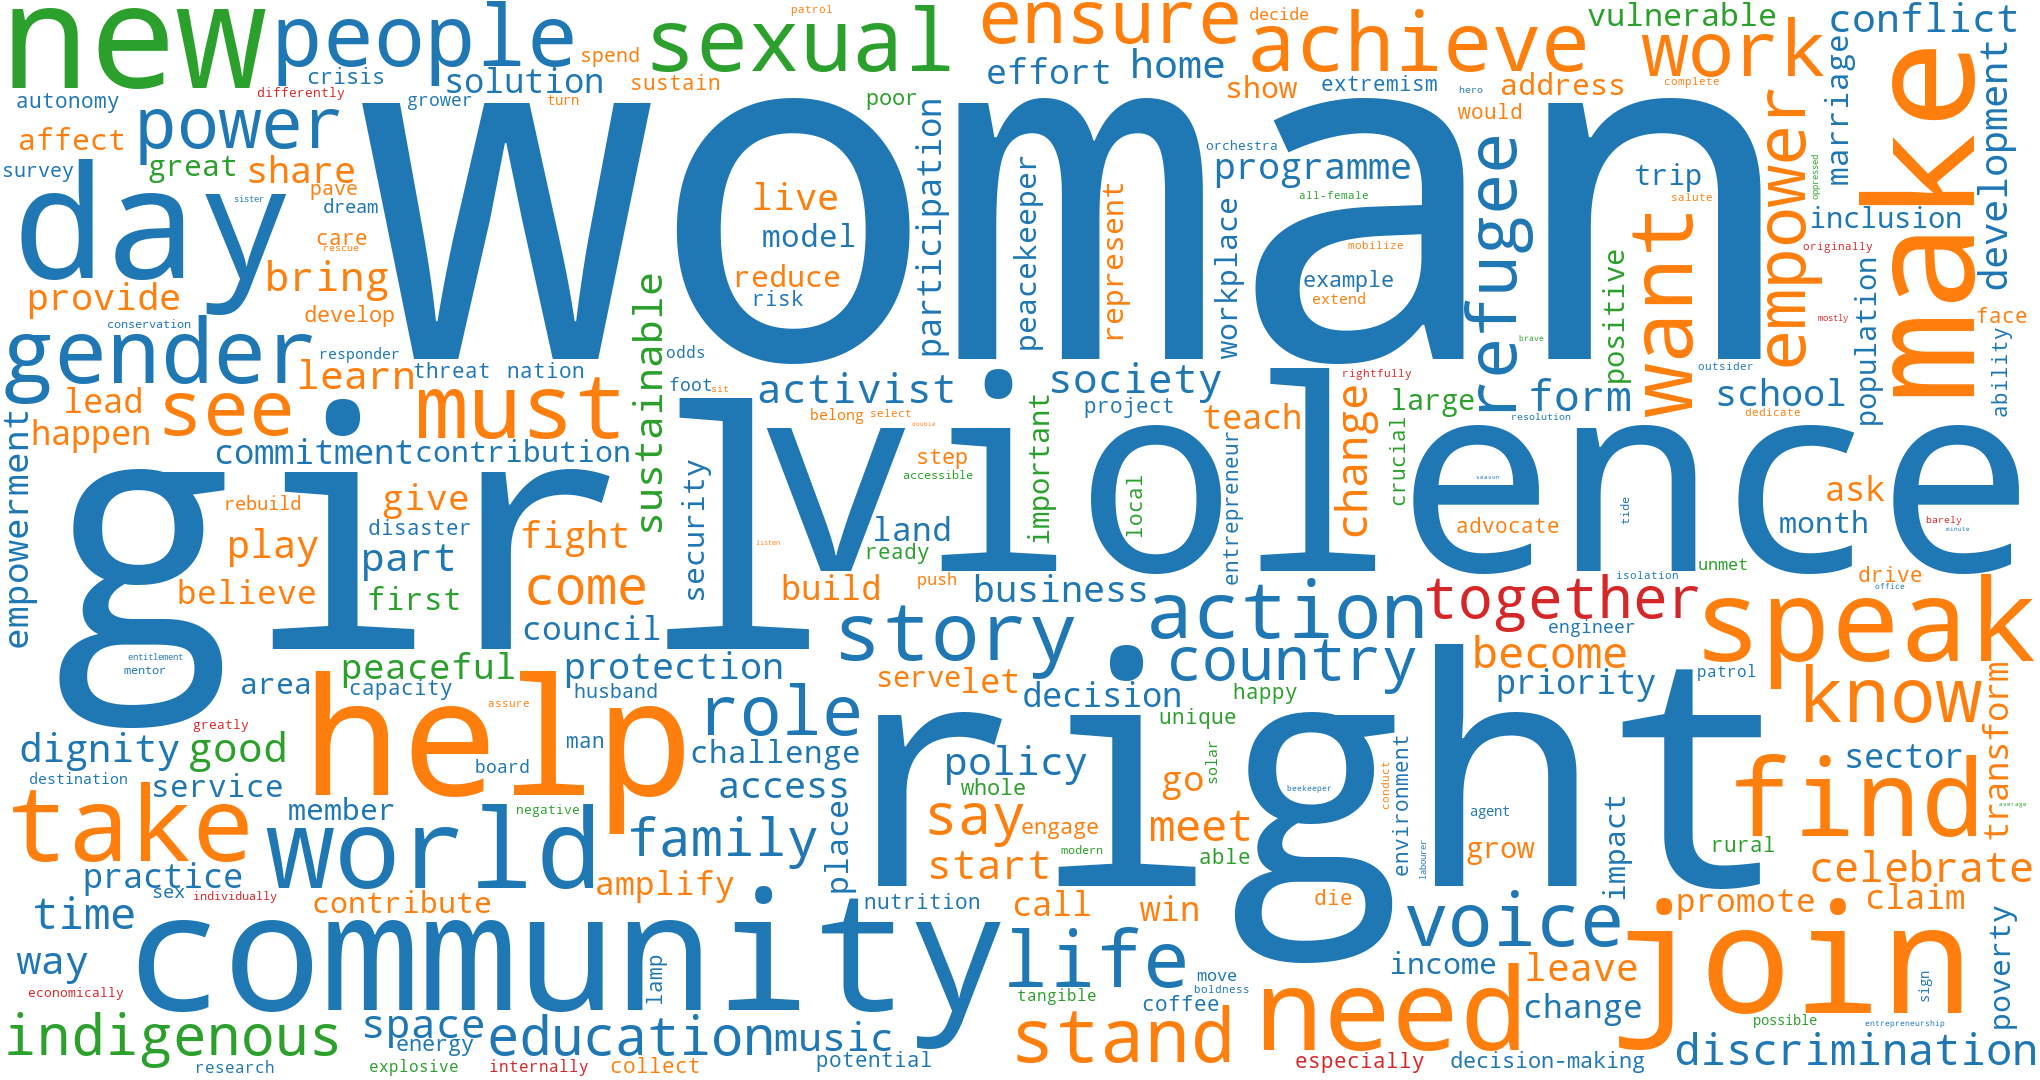 new
people
sexual
patrol
ensure
decide
achieve
vulnerable
work
conflict
crisis
solution
spend
sustain
effort
home
show
extremism
address
complete
marriage
make
development
autonomy
differently
grower
turn
poor
hero
would
empower
affect
power
woman
participation
orchestra
programme
refugee
want
trip
oppressed
survey
great
share
pave
live
peacekeeper
represent
workplace
all-female
salute
inclusion
day
sister
dream
care
rescue
model
mobilize
originally
provide
bring
reduce
risk
example
extend
positive
population
develop
sustainable
mostly
face
gender
conservation
responder
odds
brave
ability
learn
threat
nation
foot
sit
activist
society
rightfully
outsider
lead
see
must
belong
select
double
project
teach
change
large
form
resolution
school
dedicate
happen
empowerment
commitment
contribution
girl
violence
important
crucial
step
accessible
entrepreneur
season
ask
rebuild
give
security
local
advocate
tide
month
barely
minute
play
disaster
fight
land
part
listen
ready
unmet
believe
first
come
build
push
business
isolation
drive
office
council
story
action
together
engineer
speak
entitlement
mentor
peaceful
protection
country
become
area
capacity
husband
serve
let
decision
happy
priority
patrol
know
transform
greatly
help
assure
role
unique
right
dignity
good
man
challenge
policy
solar
environment
sector
destination
service
board
access
whole
go
conduct
beekeeper
find
average
take
member
negative
place
say
engage
meet
agent
impact
world
family
start
modern
able
labourer
grow
rural
practice
sex
individually
amplify
celebrate
time
contribute
nutrition
call
win
die
voice
promote
claim
way
community
lamp
life
move
income
leave
join
poverty
economically
boldness
tangible
coffee
need
change
sign
indigenous
space
energy
education
music
stand
possible
entrepreneurship
research
explosive
internally
collect
potential
especially
decision-making
discrimination